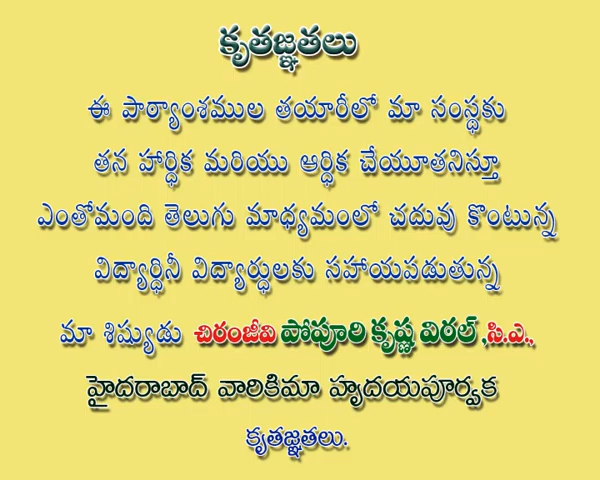 కృతజ్ఞతలు
ఈ పాఠ్యాంశముల తయారీలో మా సంస్థకు
తన హార్ధిక మరియు ఆర్ధిక చేయూతనిస్తూ
ఎంతోమంది తెలుగు మాధ్యమంలో చదువు కొంటున్న
విద్యార్ధినీ విద్యార్ధులకు సహాయపడుతున్న
మా శిష్యుడు చిరంజీవి పోపూరి కృష్ణ విరల్ ,సి.ఎ.,
హైదరాబాద్ వారికిమా హృదయపూర్వక
కృతజ్ఞతలు.